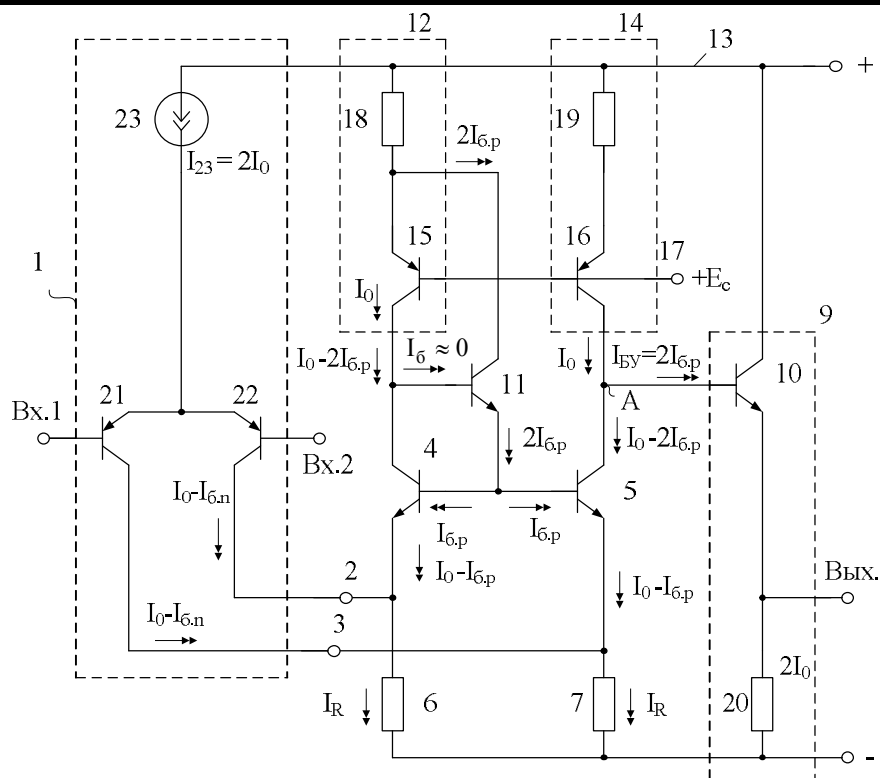 12
14
13
+
23
18
19
2Iб.р
I₂₃ = 2I₀
15
16
17
1
+Eс
I₀
9
I₀-2Iб.р
Iб ≈ 0
I₀
IБУ=2Iб.р
10
11
А
21
22
Вх.1
Вх.2
2Iб.р
I₀-2Iб.р
4
5
I₀-Iб.п
Iб.р
Iб.р
I₀-Iб.р
2
I₀-Iб.р
Вых.
I₀-Iб.п
3
2I₀
IR
6
7
IR
20
-